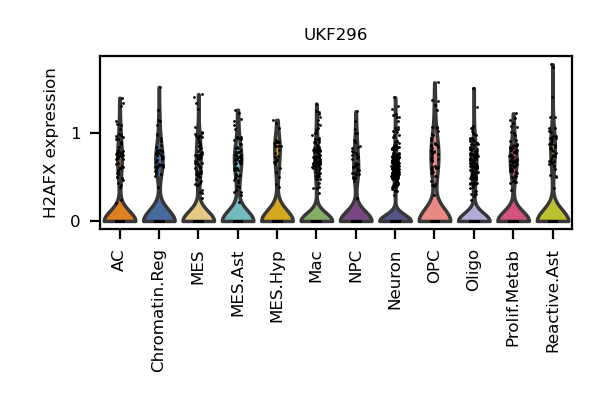 UKF296
H2AFX expression
1
0
AC
Chromatin.Reg
MES
MES.Ast
MES.Hyp
Mac
NPC
Neuron
OPC
Oligo
Prolif.Metab
Reactive.Ast